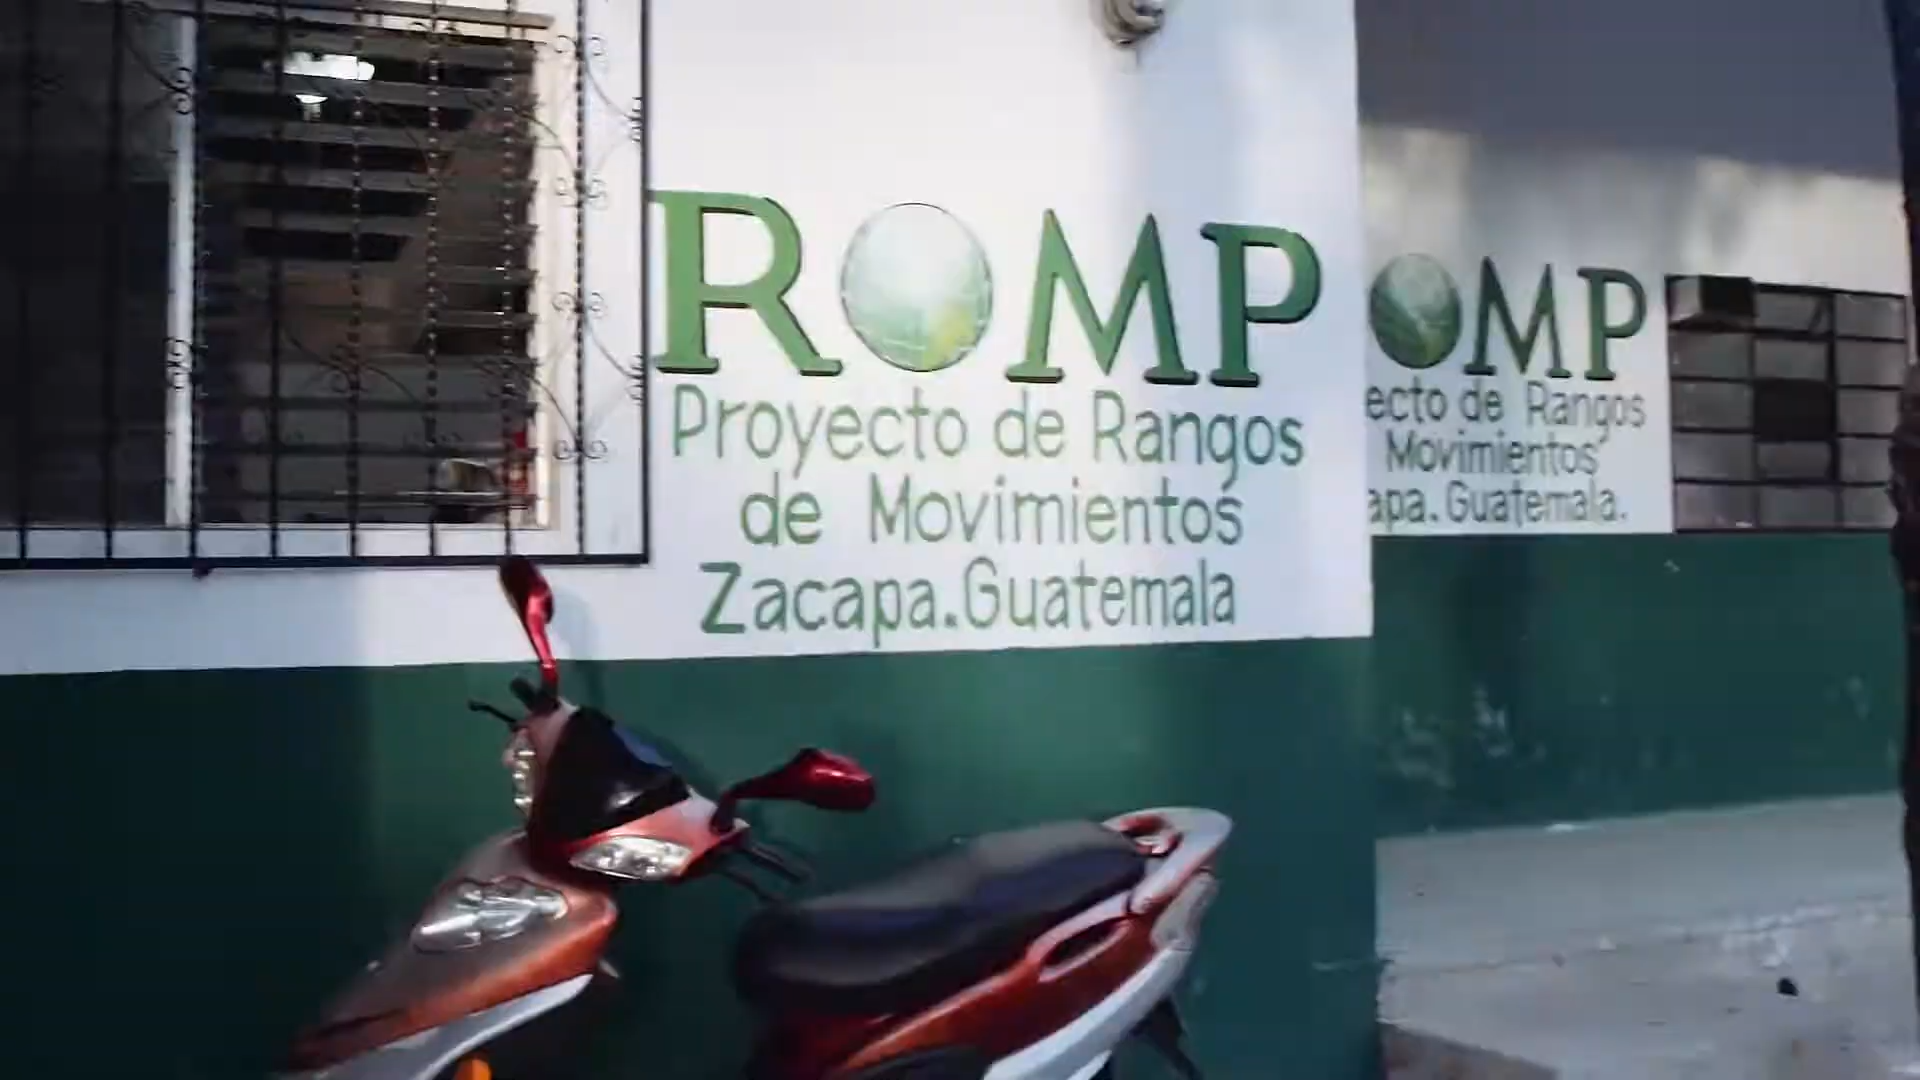 ROMP
Proyecto de Rangos
de Movimientos
Zacapa.Guatemala
OMP
ecto de Rangos
Movimientos
apa. Guatemala.